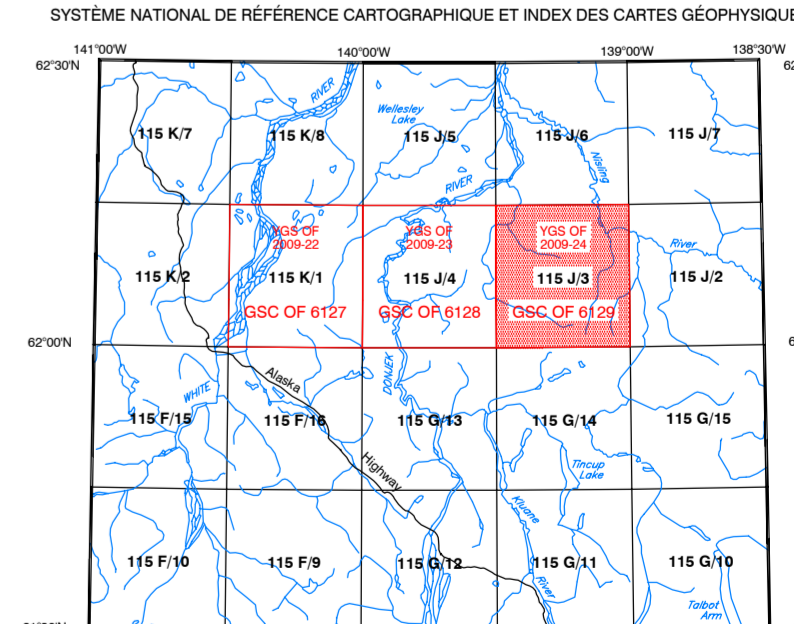 SYSTÈME NATIONAL DE RÉFÉRENCE CARTOGRAPHIQUE ET INDEX DES CARTES GÉOPHYSIQUE
141°00'W 140°00'W 139°00'W 138°30'W
62°30'N
RIVER
Wellesley
Lake
115 K/7 115 K/8 115 J/5 115 J/6 115 J/7
Nisling
RIVER
YGS OF
2009-22
YGS OF
2009-23
YGS OF
2009-24
River
115 K/2 115 K/1 115 J/4 115 J/3 115 J/2
GSC OF 6127 GSC OF 6128 GSC OF 6129
62°00'N
Alaska
DONJEK
WHITE
115 F/15 115 F/16 115 G/13 115 G/14 115 G/15
Highway
Tincup
Lake
Kluane
115 F/10 115 F/9 115 G/12 115 G/11 115 G/10
River
Talbot
Arm